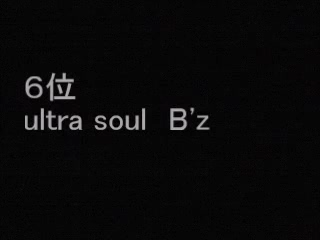 ６位
ultra soul　B'z